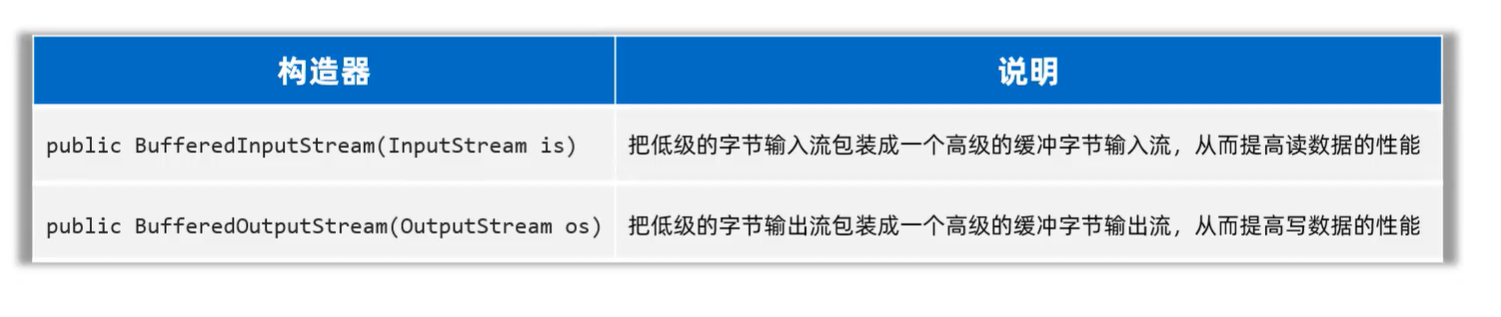 构造器 说明
public BufferedInputStream(InputStream is) 把低级的字节输入流包装成一个高级的缓冲字节输入流，从而提高读数据的性能
public BufferedOutputStream(OutputStream os) 把低级的字节输出流包装成一个高级的缓冲字节输出流，从而提高写数据的性能